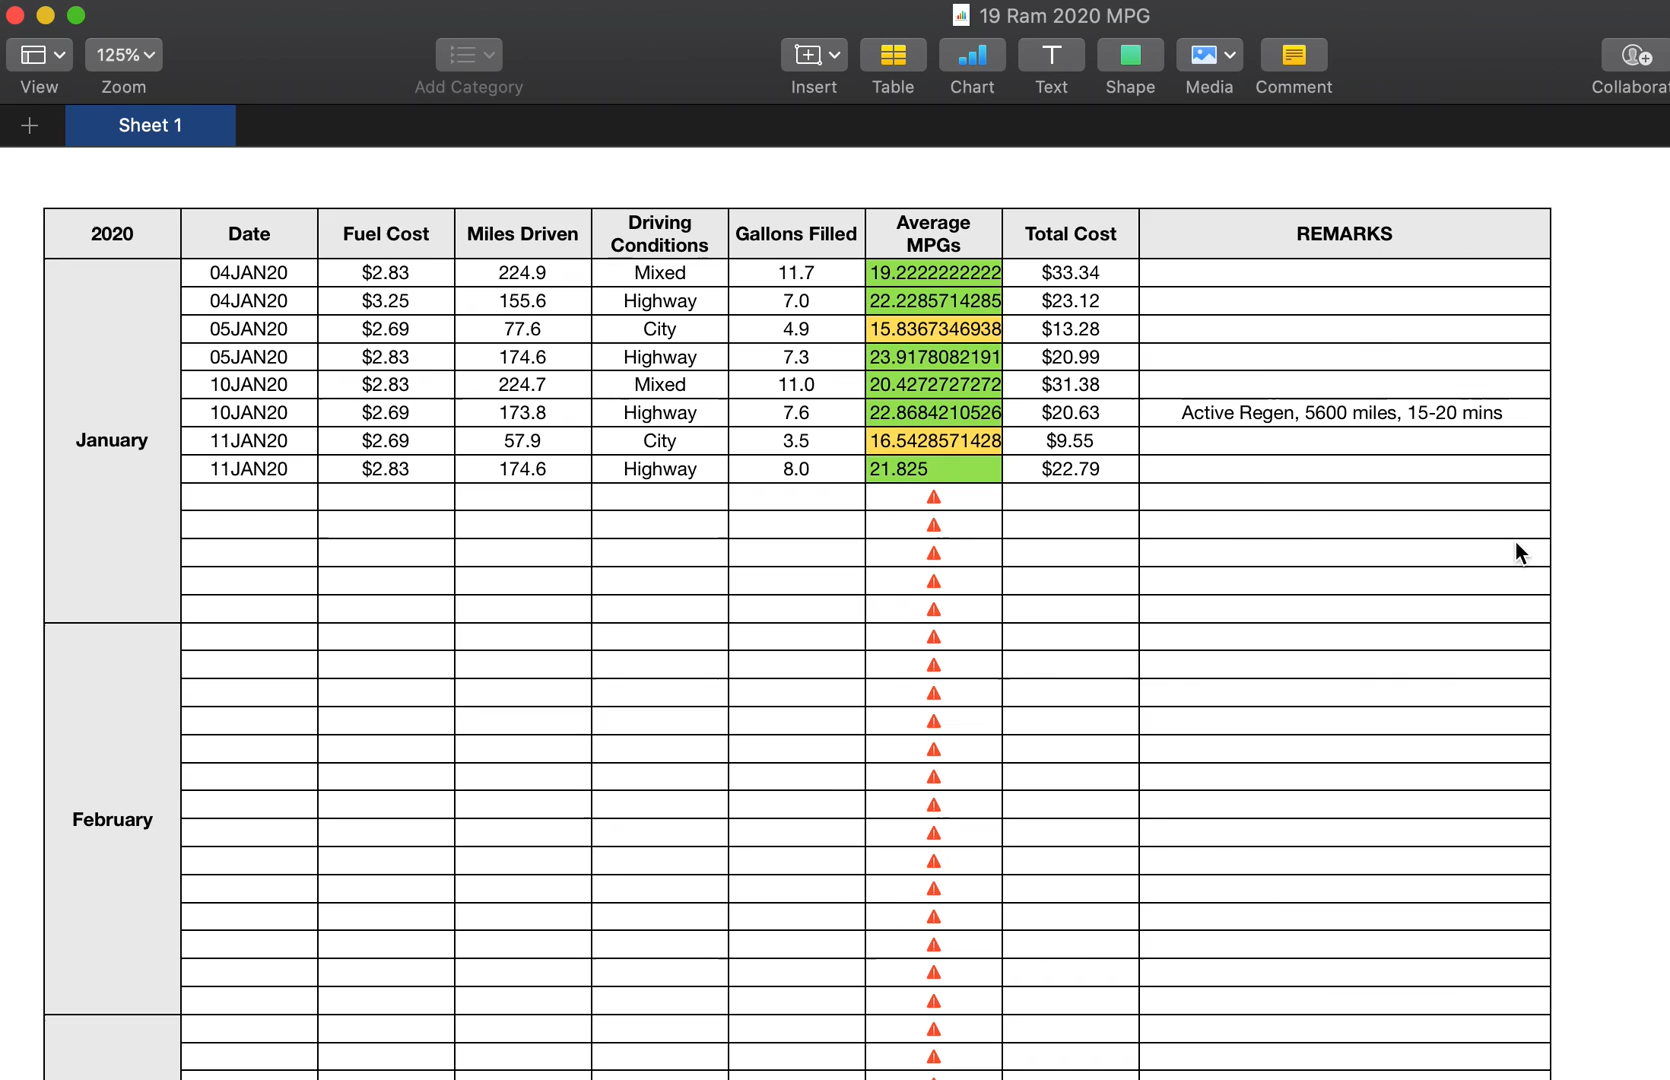 19 Ram 2020 MPG
125%
View
Zoom
Add Category
Insert
Table
Chart
T
Text
Shape
Media
Comment
Collaborat
Sheet 1
2020 Date Fuel Cost Miles Driven Driving Conditions Gallons Filled Average MPGs Total Cost REMARKS
January
04JAN20 $2.83 224.9 Mixed 11.7 19.2222222222 $33.34
04JAN20 $3.25 155.6 Highway 7.0 22.2285714285 $23.12
05JAN20 $2.69 77.6 City 4.9 15.8367346938 $13.28
05JAN20 $2.83 174.6 Highway 7.3 23.9178082191 $20.99
10JAN20 $2.83 224.7 Mixed 11.0 20.4272727272 $31.38
10JAN20 $2.69 173.8 Highway 7.6 22.8684210526 $20.63 Active Regen, 5600 miles, 15-20 mins
11JAN20 $2.69 57.9 City 3.5 16.5428571428 $9.55
11JAN20 $2.83 174.6 Highway 8.0 21.825 $22.79
February